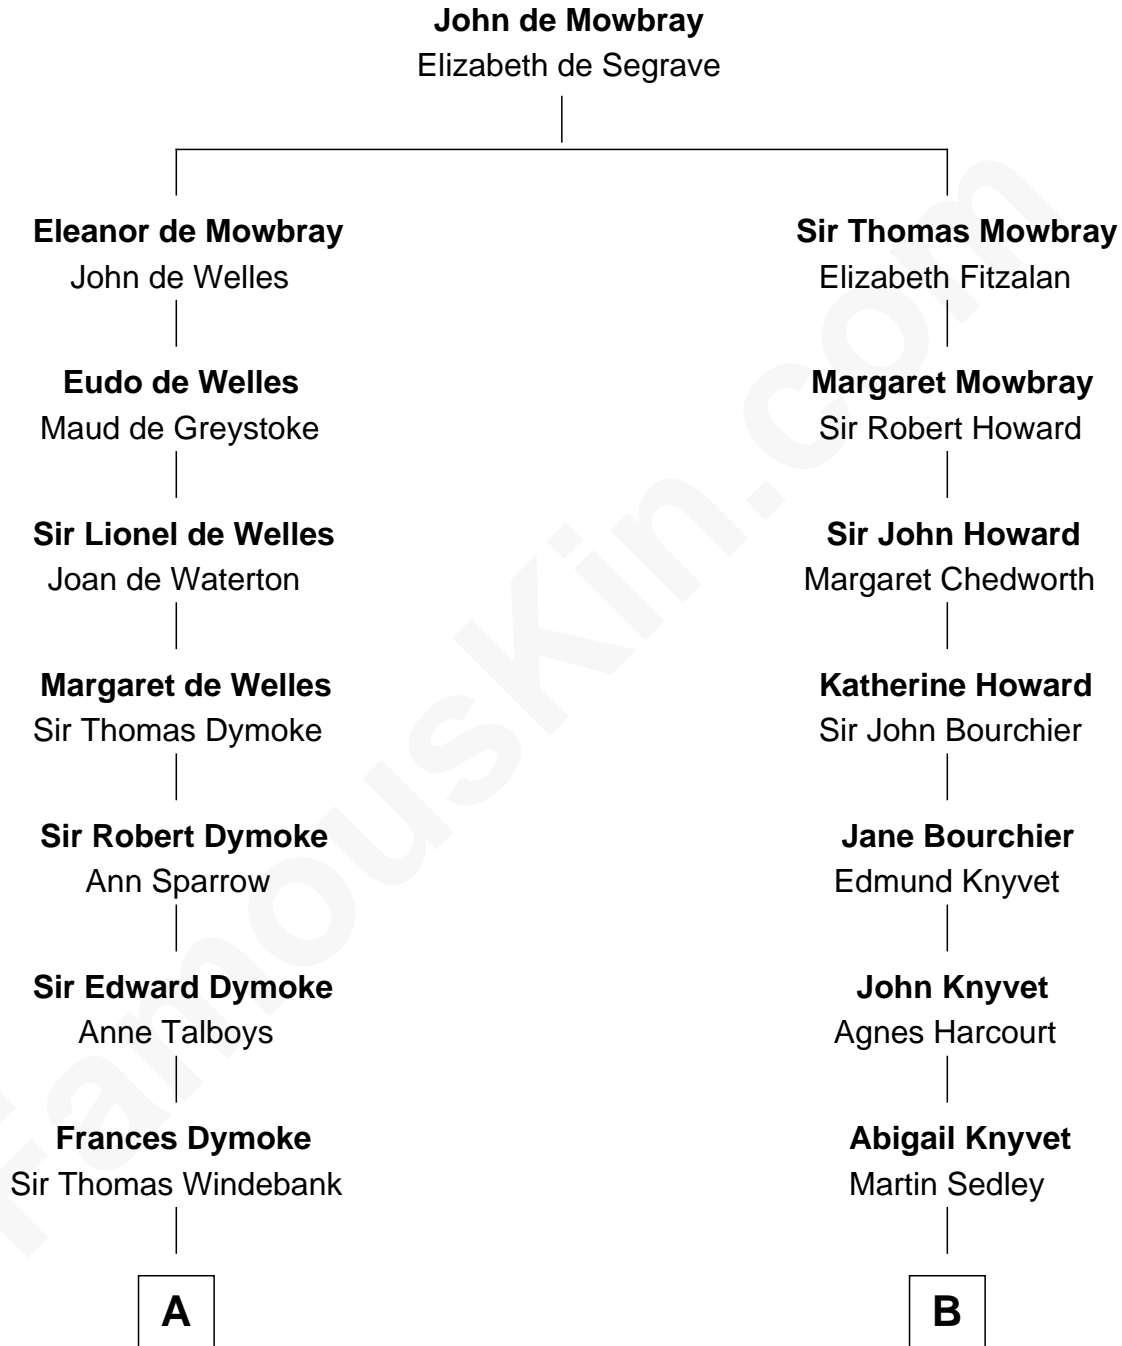 John de Mowbray
Elizabeth de Segrave
Eleanor de Mowbray
John de Welles
Sir Thomas Mowbray
Elizabeth Fitzalan
Eudo de Welles
Maud de Greystoke
Margaret Mowbray
Sir Robert Howard
Sir Lionel de Welles
Joan de Waterton
Sir John Howard
Margaret Chedworth
Margaret de Welles
Sir Thomas Dymoke
Katherine Howard
Sir John Bourchier
Sir Robert Dymoke
Ann Sparrow
Jane Bourchier
Edmund Knyvet
Sir Edward Dymoke
Anne Talboys
John Knyvet
Agnes Harcourt
Frances Dymoke
Sir Thomas Windebank
Abigail Knyvet
Martin Sedley
A
B
FamousKin.com